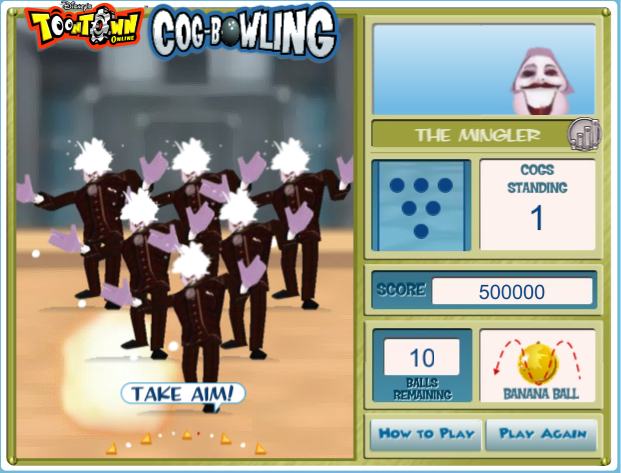 Disney's
TOONTOWN
ONLINE
COG-BOWLING
THE MINGLER
COGS
STANDING
1
SCORE 500000
10
BALLS
REMAINING
BANANA BALL
TAKE AIM!
HOW TO PLAY
PLAY AGAIN